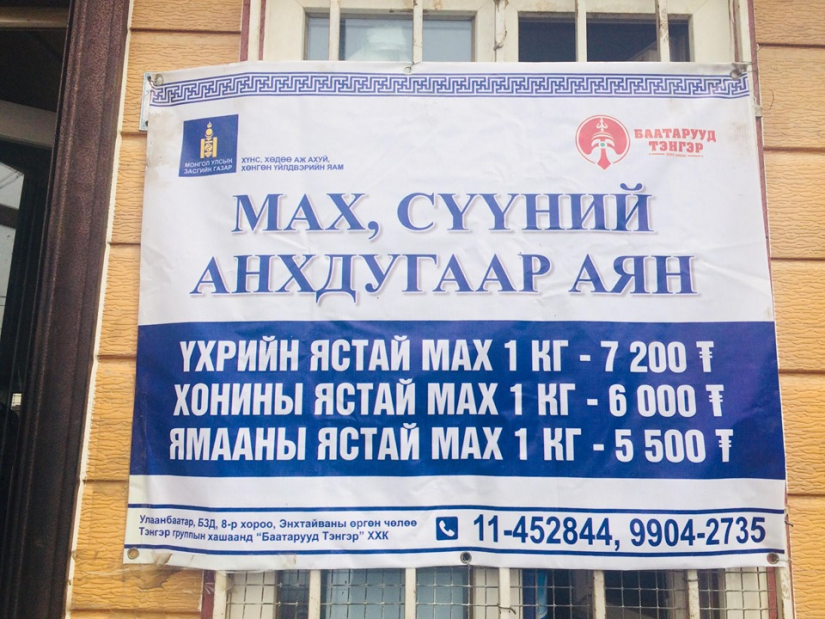 МОНГОЛ УЛСЫН
ЗАСГИЙН ГАЗАР
ХҮНС, ХӨДӨӨ АЖ АХУЙ,
ХӨНГӨН ҮЙЛДВЭРИЙН ЯАМ
БААТАРУУД
ТЭНГЭР
МАХ, СҮҮНИЙ
АНХДУГААР АЯН
ҮХРИЙН ЯСТАЙ МАХ 1 КГ - 7 200 ₮
ХОНИНЫ ЯСТАЙ МАХ 1 КГ - 6 000 ₮
ЯМААНЫ ЯСТАЙ МАХ 1 КГ - 5 500 ₮
Улаанбаатар, БЗД, 8-р хороо, Энхтайваны өргөн чөлөө
Тэнгэр группын хашаанд "Баатарууд Тэнгэр" ХХК
11-452844, 9904-2735